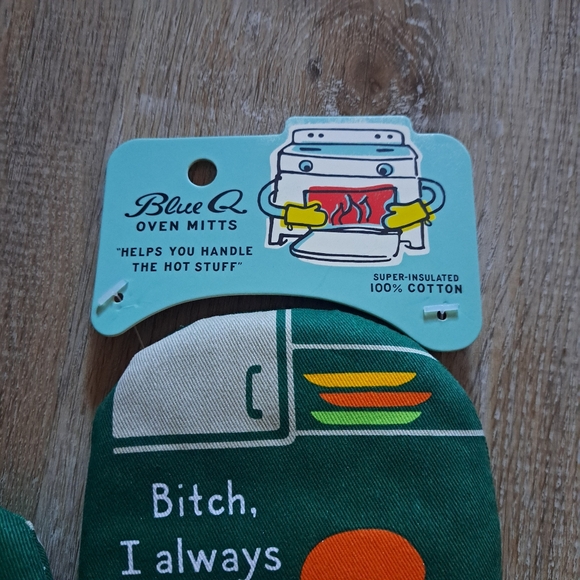 Blue Q
OVEN MITTS
"HELPS YOU HANDLE
THE HOT STUFF"
SUPER-INSULATED
100% COTTON
Bitch,
I always